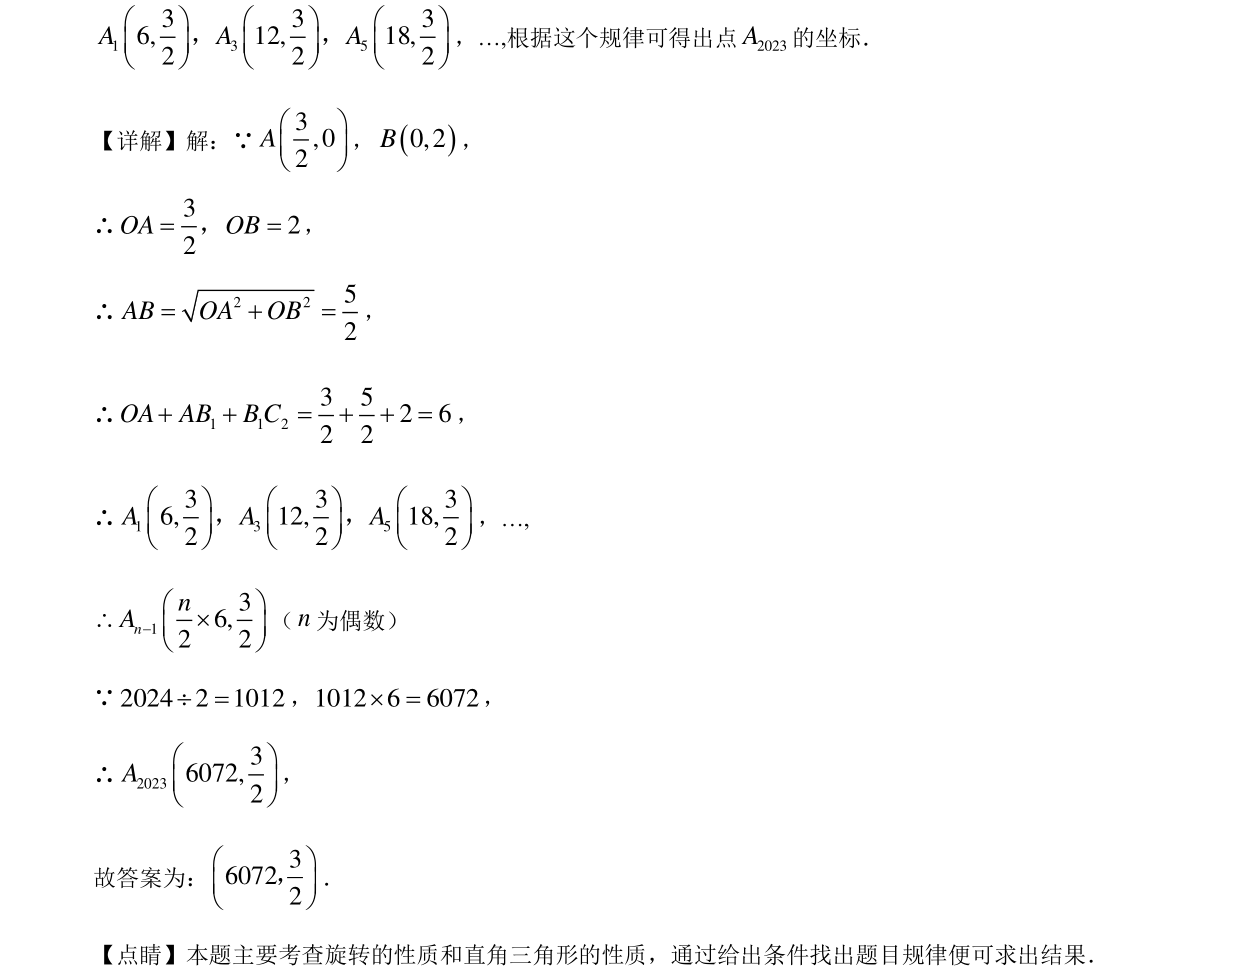 A₁(6,3/2)，A₃(12,3/2)，A₅(18,3/2)，…,根据这个规律可得出点A₂₀₂₃的坐标．
【详解】解：∵A(3/2,0)，B(0,2)，
∴OA=3/2，OB=2，
∴AB=√(OA²+OB²)=5/2，
∴OA+AB₁+B₁C₂=3/2+5/2+2=6，
∴A₁(6,3/2)，A₃(12,3/2)，A₅(18,3/2)，…,
∴Aₙ₋₁(n/2×6,3/2)（n为偶数）
∵2024÷2=1012，1012×6=6072，
∴A₂₀₂₃(6072,3/2)，
故答案为：(6072,3/2)．
【点睛】本题主要考查旋转的性质和直角三角形的性质，通过给出条件找出题目规律便可求出结果．